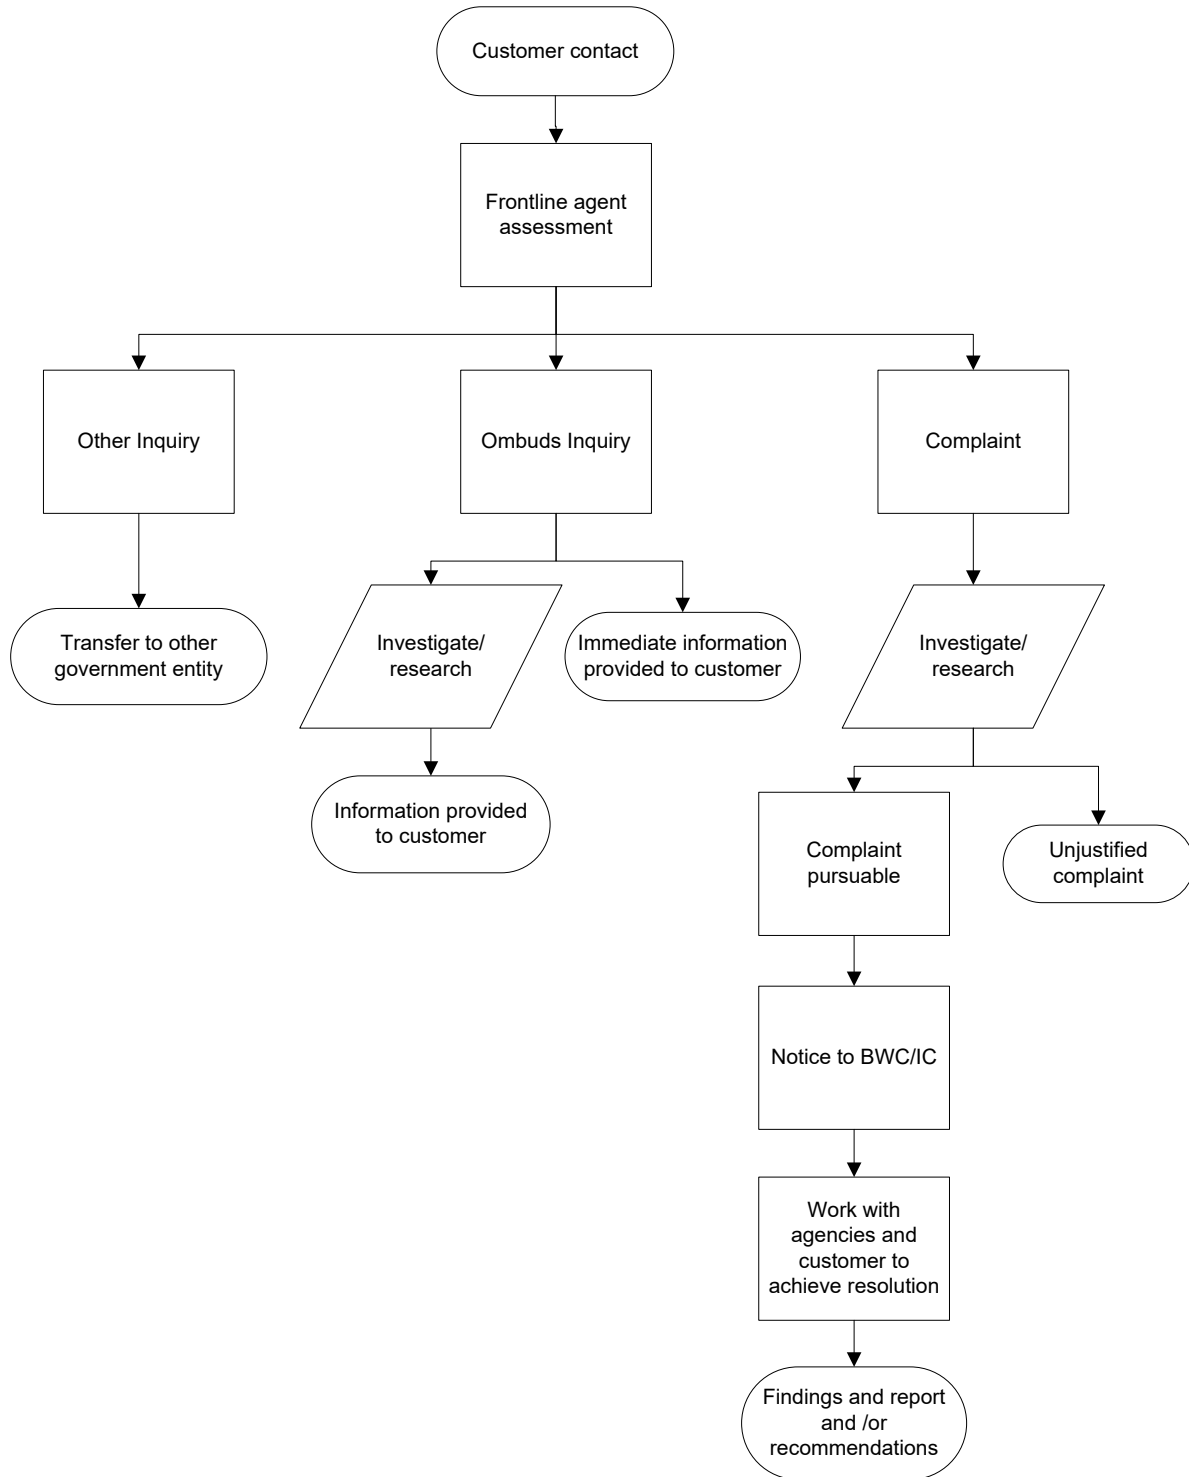 Customer contact
Frontline agent
assessment
Other Inquiry
Ombuds Inquiry
Complaint
Transfer to other
government entity
Investigate/
research
Immediate information
provided to customer
Investigate/
research
Information provided
to customer
Complaint
pursuable
Unjustified
complaint
Notice to BWC/IC
Work with
agencies and
customer to
achieve resolution
Findings and report
and /or
recommendations